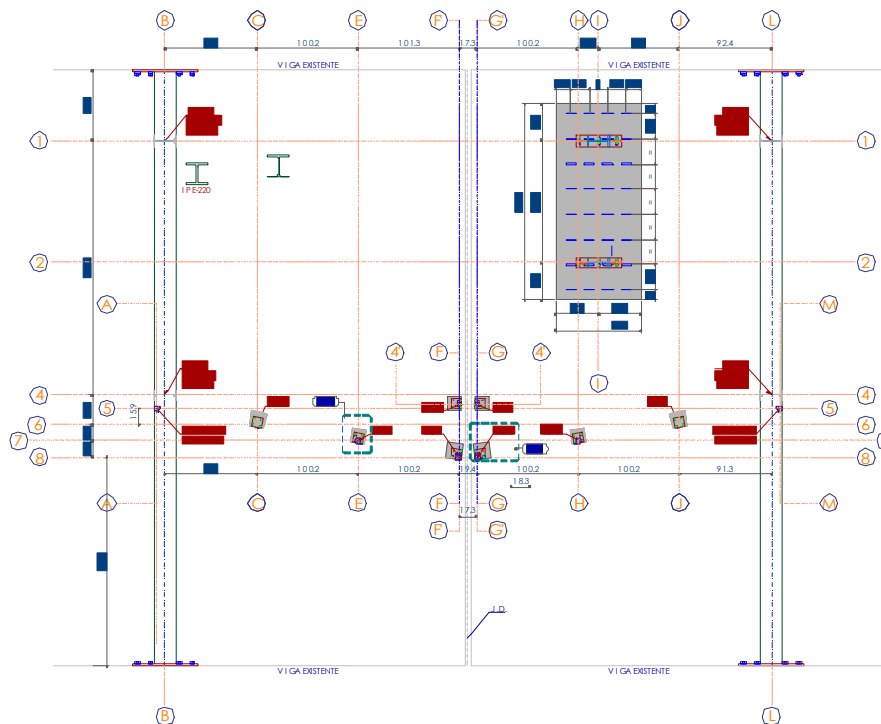 B C E F' G' H I J L
100.2 101.3 17.3 100.2 92.4
VIGA EXISTENTE VIGA EXISTENTE
1 1
IPE-220
2 2
A M
4' F G 4'
I
4 4
5 5
159
6 6
7
8 8
100.2 100.2 19.4 100.2 100.2 91.3
18.3
A C E F G H J M
17.3
F' G'
J.D.
VIGA EXISTENTE VIGA EXISTENTE
B L